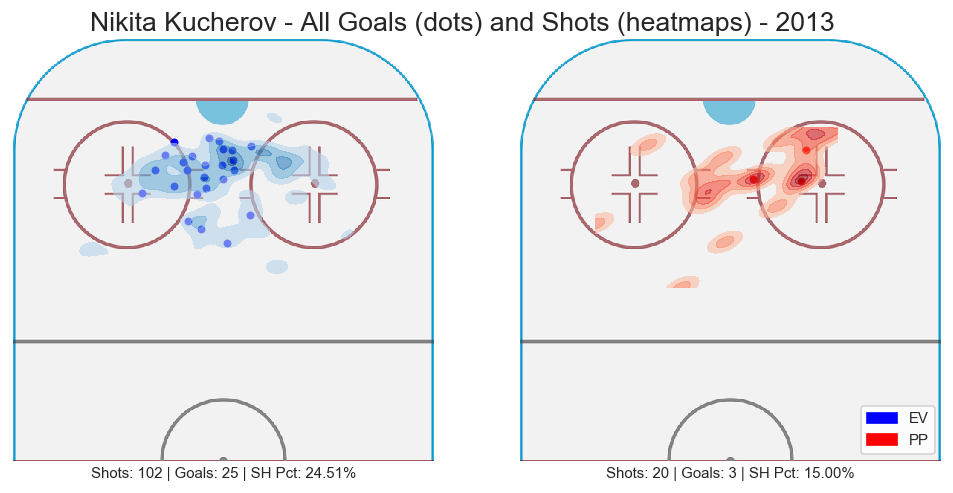 Nikita Kucherov - All Goals (dots) and Shots (heatmaps) - 2013
EV
PP
Shots: 102 | Goals: 25 | SH Pct: 24.51%
Shots: 20 | Goals: 3 | SH Pct: 15.00%